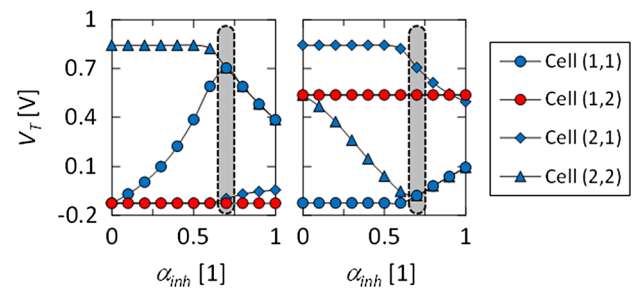 1
0.7
0.4
0.1
-0.2
V_T [V]
0 0.5 1
0 0.5 1
α_inh [1]
α_inh [1]
Cell (1,1)
Cell (1,2)
Cell (2,1)
Cell (2,2)